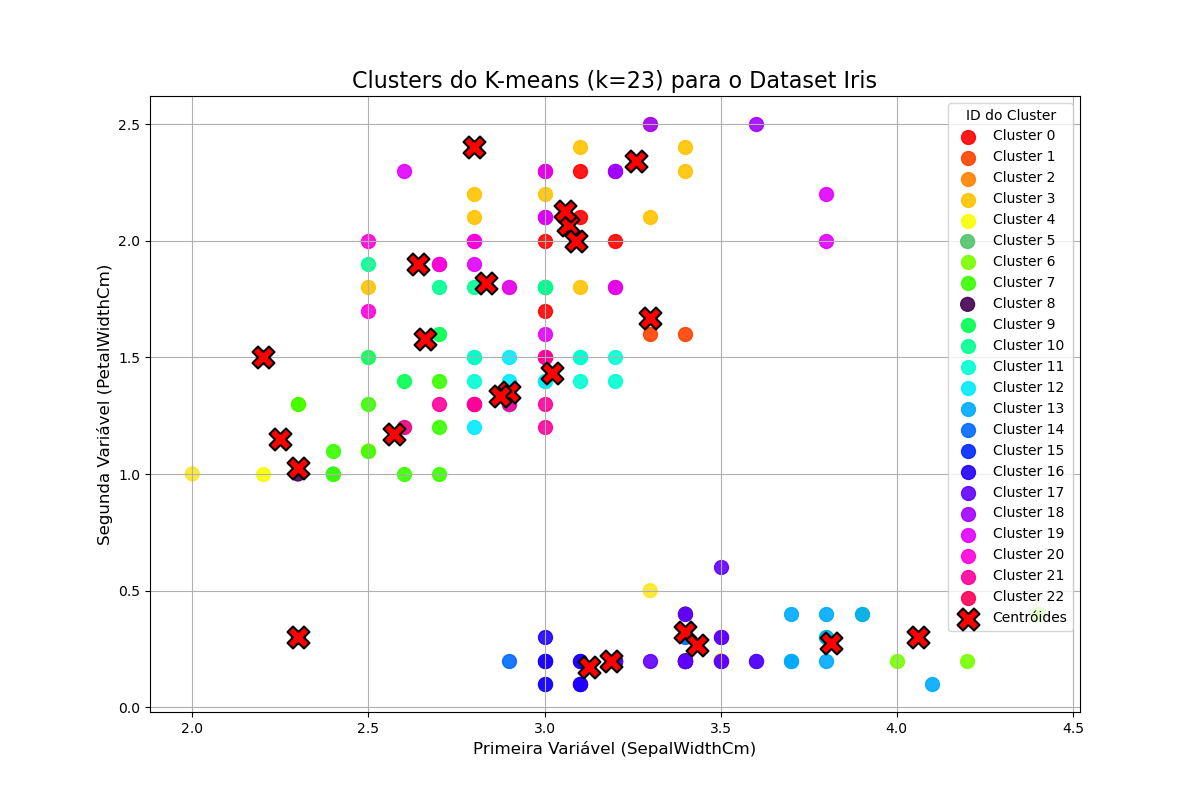 Clusters do K-means (k=23) para o Dataset Iris
Segunda Variável (PetalWidthCm)
2.5
2.0
1.5
1.0
0.5
0.0
2.0
2.5
3.0
3.5
4.0
4.5
Primeira Variável (SepalWidthCm)
ID do Cluster
Cluster 0
Cluster 1
Cluster 2
Cluster 3
Cluster 4
Cluster 5
Cluster 6
Cluster 7
Cluster 8
Cluster 9
Cluster 10
Cluster 11
Cluster 12
Cluster 13
Cluster 14
Cluster 15
Cluster 16
Cluster 17
Cluster 18
Cluster 19
Cluster 20
Cluster 21
Cluster 22
Centroides